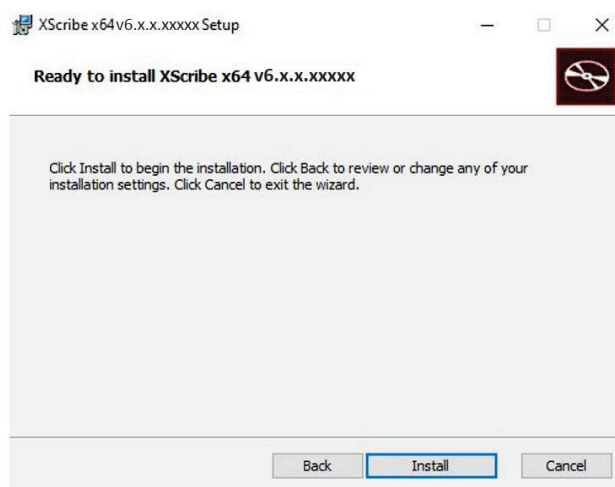 XScribe x64 v6.x.x.xxxxx Setup
Ready to install XScribe x64 v6.x.x.xxxxx
Click Install to begin the installation. Click Back to review or change any of your
installation settings. Click Cancel to exit the wizard.
Back Install Cancel